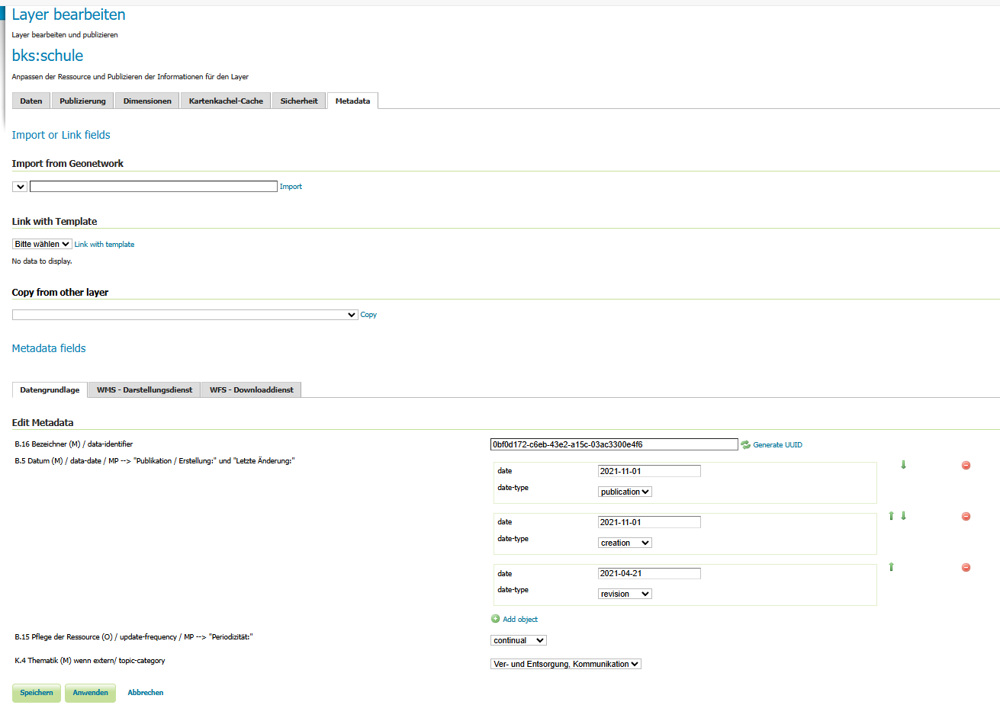 Layer bearbeiten
Layer bearbeiten und publizieren
bks:schule
Anpassen der Ressource und Publizieren der Informationen für den Layer
Daten Publizierung Dimensionen Kartenkachel-Cache Sicherheit Metadata
Import or Link fields
Import from Geonetwork
Import
Link with Template
Bitte wählen Link with template
No data to display.
Copy from other layer
Copy
Metadata fields
Datengrundlage WMS - Darstellungsdienst WFS - Downloaddienst
Edit Metadata
B.16 Bezeichner (M) / data-identifier 0bf0d172-c6eb-43e2-a15c-03ac3300e4f6 Generate UUID
B.5 Datum (M) / data-date / MP --> "Publikation / Erstellung:" und "Letzte Änderung:"
date 2021-11-01
date-type publication
date 2021-11-01
date-type creation
date 2021-04-21
date-type revision
Add object
B.15 Pflege der Ressource (O) / update-frequency / MP --> "Periodizität:" continual
K.4 Thematik (M) wenn extern/ topic-category Ver- und Entsorgung, Kommunikation
Speichern Anwenden Abbrechen